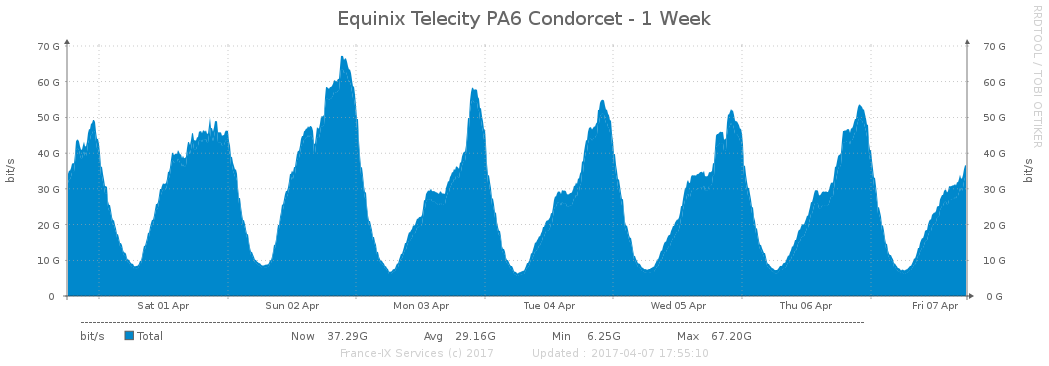 Equinix Telecity PA6 Condorcet - 1 Week
RRDTOOL / TOBI OETIKER
bit/s
70 G
60 G
50 G
40 G
30 G
20 G
10 G
0
70 G
60 G
50 G
40 G
30 G
20 G
10 G
0 G
bit/s
Sat 01 Apr Sun 02 Apr Mon 03 Apr Tue 04 Apr Wed 05 Apr Thu 06 Apr Fri 07 Apr
bit/s Total Now 37.29G Avg 29.16G Min 6.25G Max 67.20G
France-IX Services (c) 2017 Updated : 2017-04-07 17:55:10